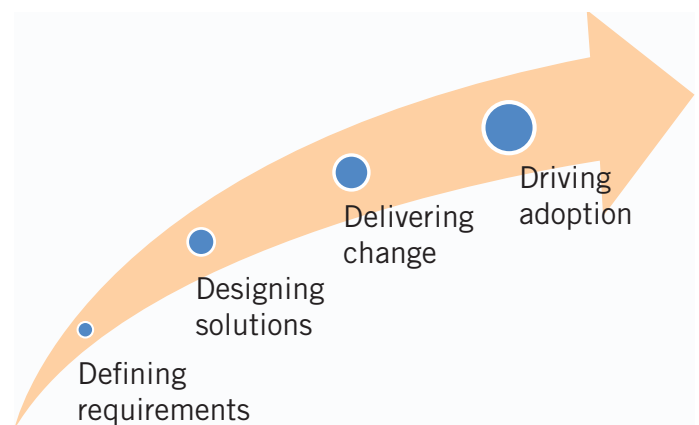 Driving
adoption
Delivering
change
Designing
solutions
Defining
requirements